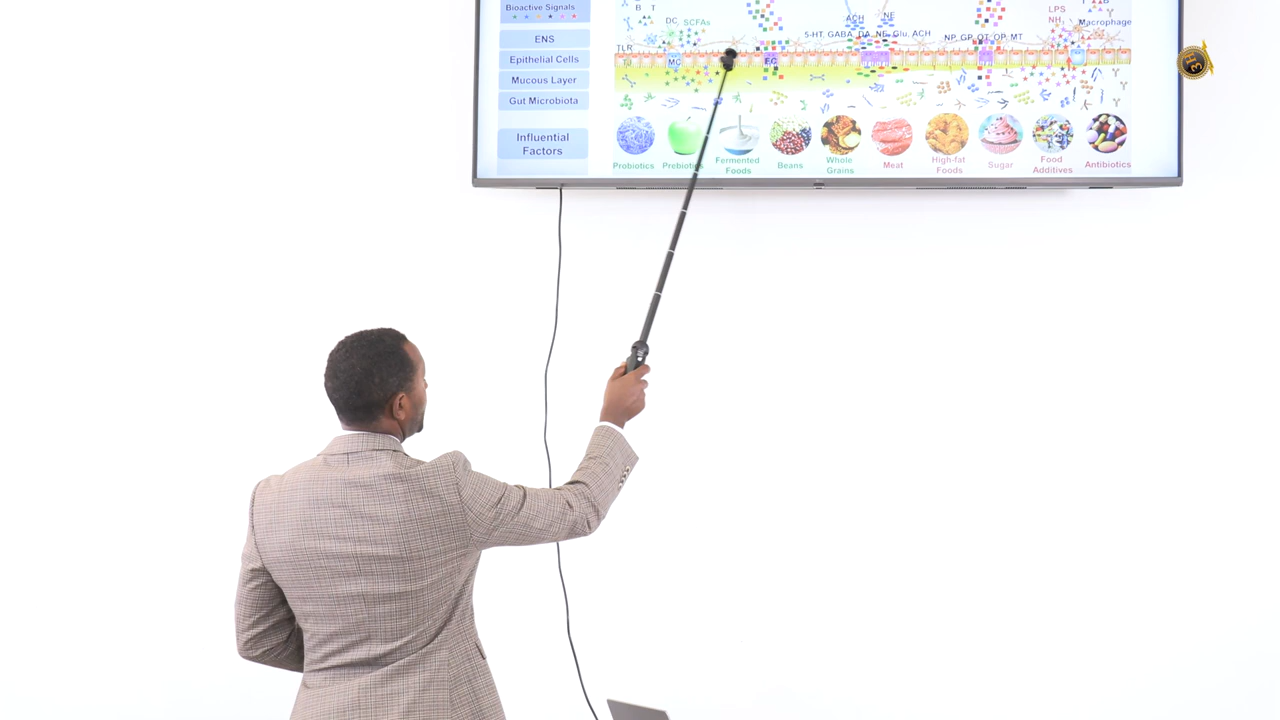 Bioactive Signals
ENS
Epithelial Cells
Mucous Layer
Gut Microbiota
Influential
Factors
B T
DC
SCFAs
TLR
MC
EC
ACH
NE
5-HT, GABA, DA, NE, Glu, ACH
NP, GP, OT, OP, MT
LPS
NH
B
Macrophage
Probiotics
Prebiotics
Fermented
Foods
Beans
Whole
Grains
Meat
High-fat
Foods
Sugar
Food
Additives
Antibiotics